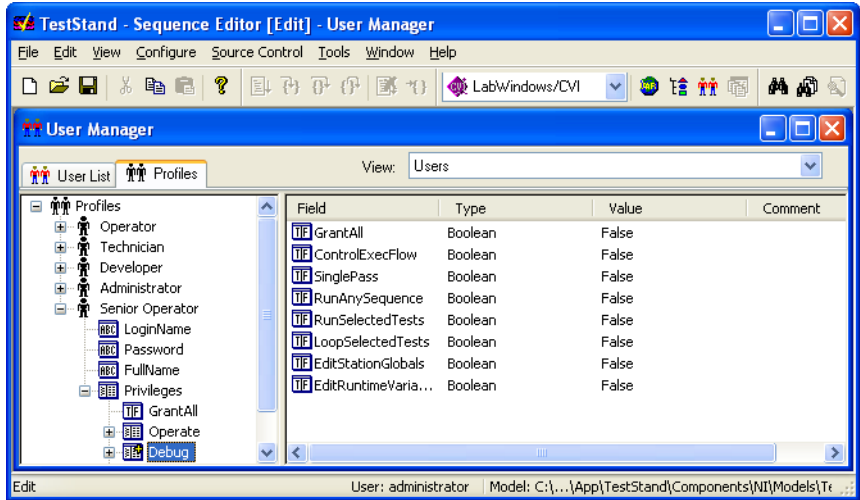 TestStand - Sequence Editor [Edit] - User Manager
File Edit View Configure Source Control Tools Window Help
LabWindows/CVI
User Manager
User List Profiles View: Users
Profiles
Operator
Technician
Developer
Administrator
Senior Operator
LoginName
Password
FullName
Privileges
GrantAll
Operate
Debug
Field Type Value Comment
GrantAll Boolean False
ControlExecFlow Boolean False
SinglePass Boolean False
RunAnySequence Boolean False
RunSelectedTests Boolean False
LoopSelectedTests Boolean False
EditStationGlobals Boolean False
EditRuntimeVaria... Boolean False
Edit User: administrator Model: C:\...\App\TestStand\Components\NI\Models\Te